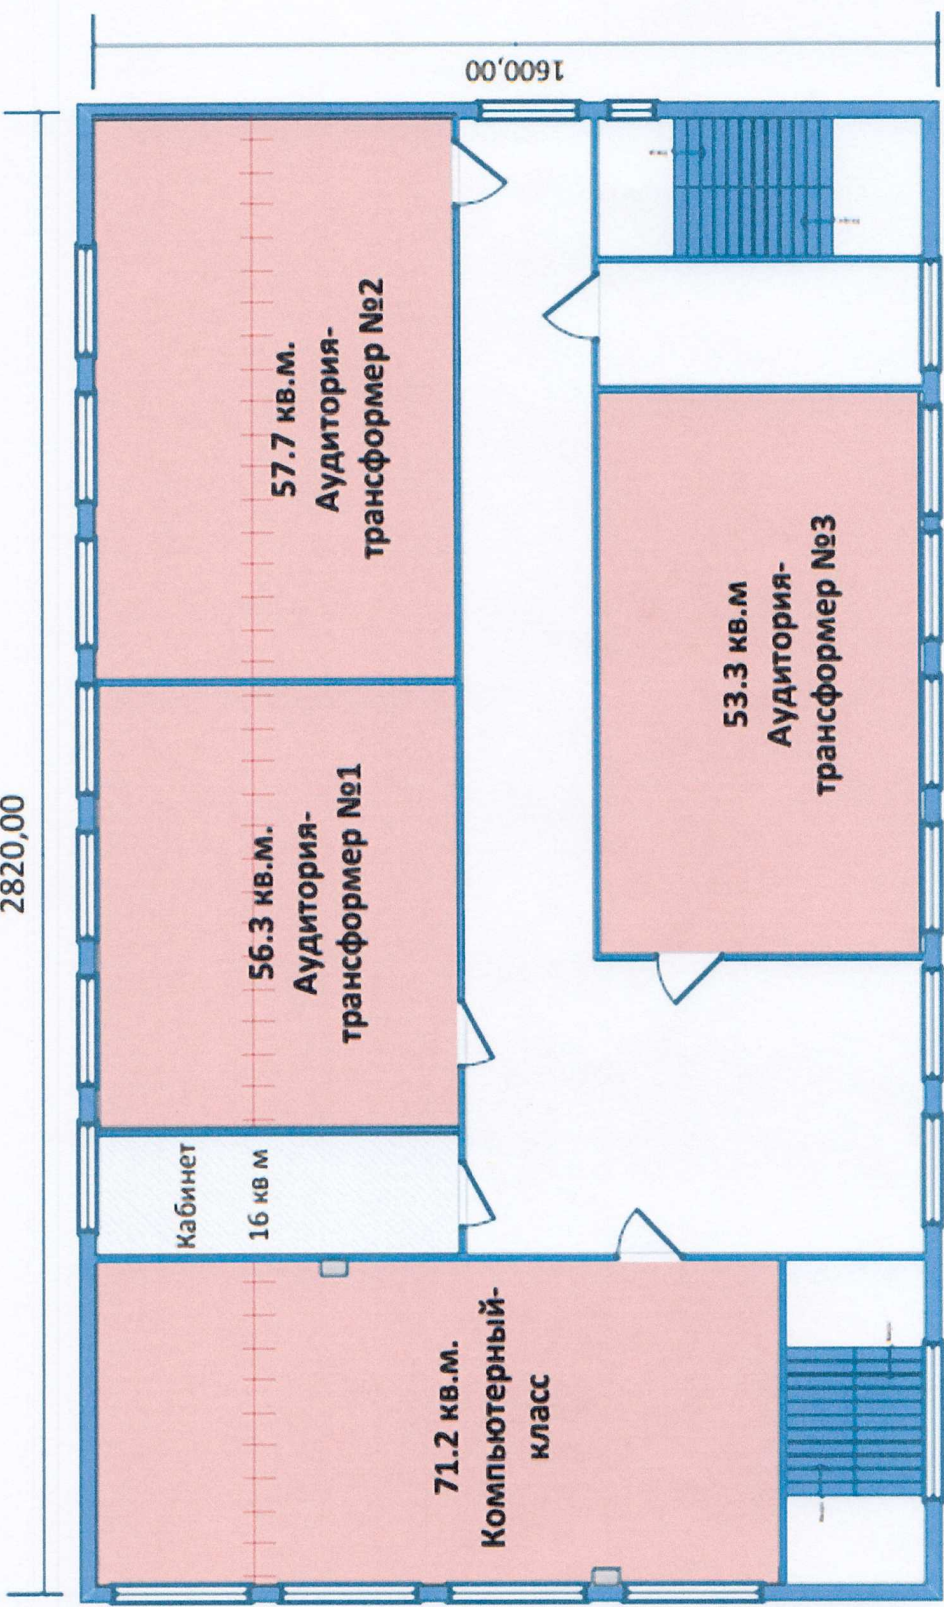 2820,00
1600,00
57.7 кв.м.
Аудитория-
трансформер №2
56.3 кв.м.
Аудитория-
трансформер №1
Кабинет
16 кв м
71.2 кв.м.
Компьютерный-
класс
53.3 кв.м
Аудитория-
трансформер №3